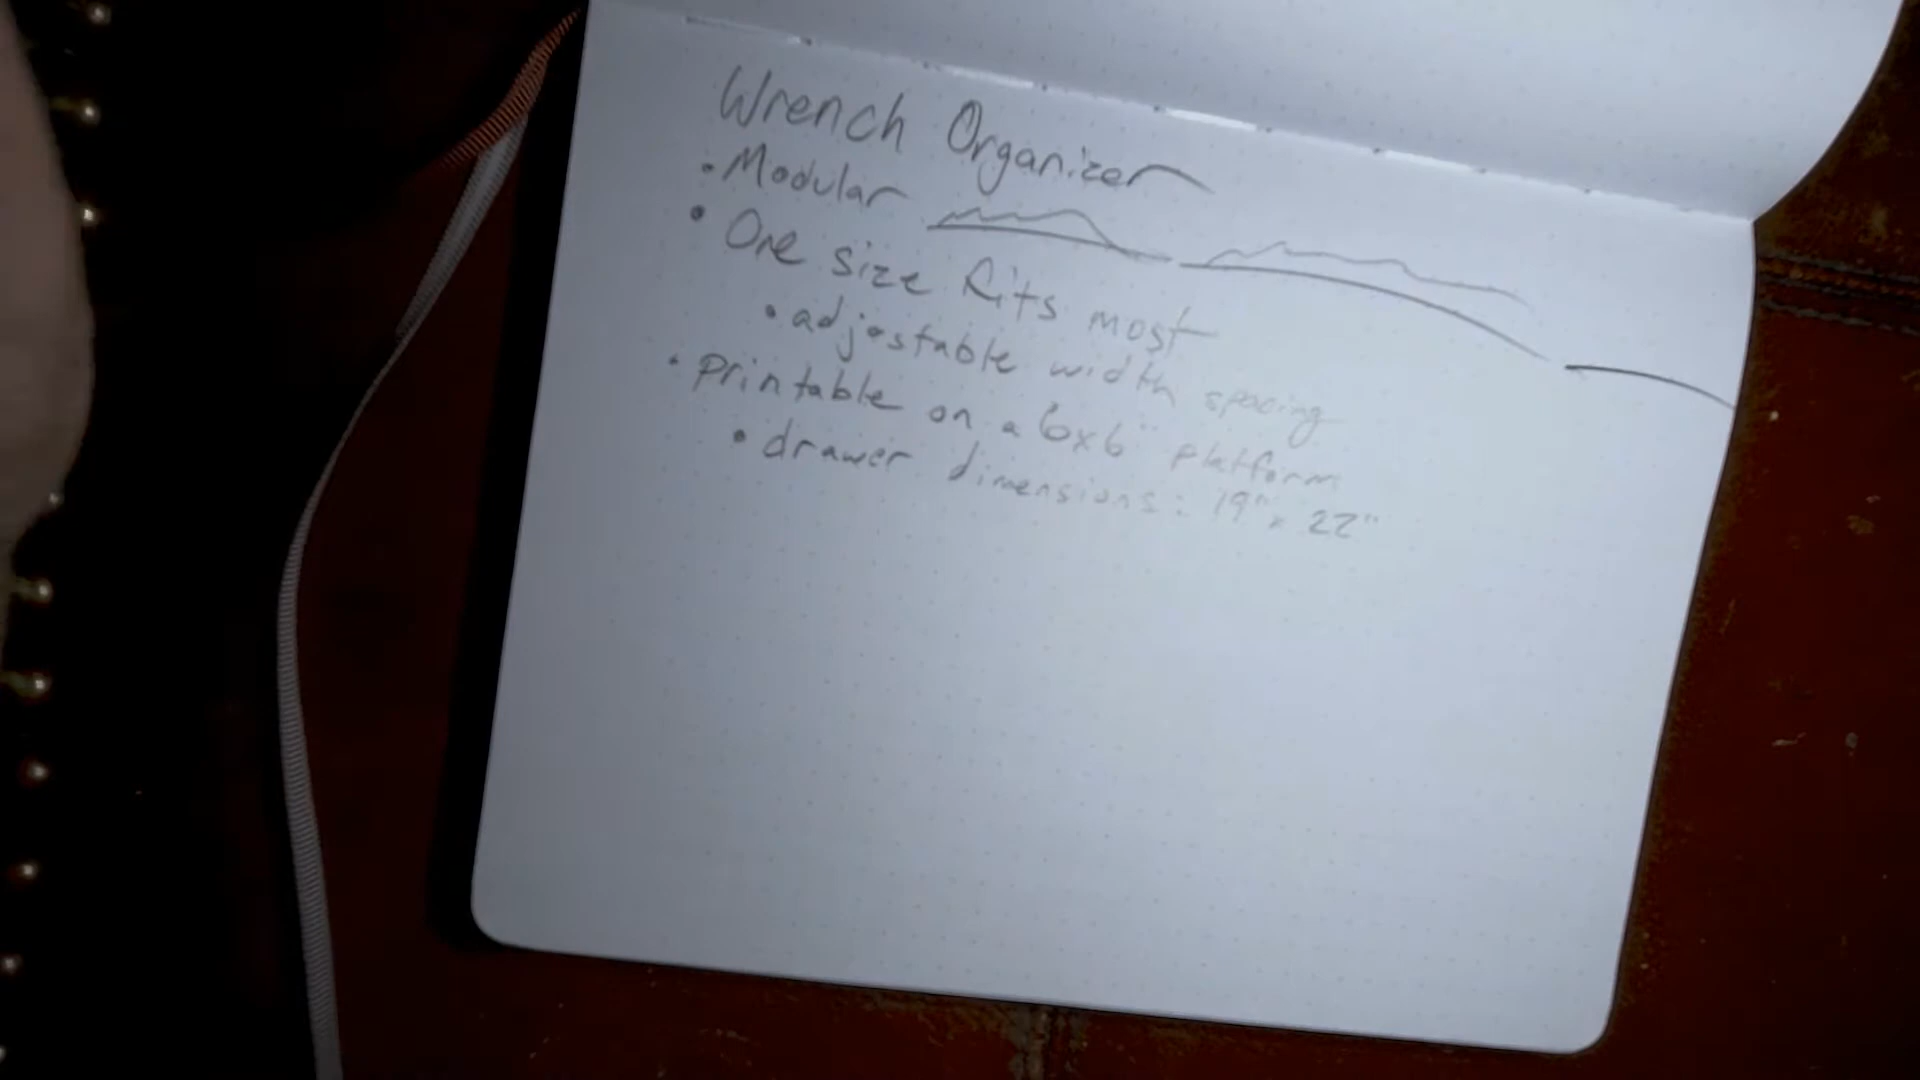 Wrench Organizer
• Modular
• One size fits most
• adjustable width spacing
• printable on a 6x6" platform
• drawer dimensions: 19" x 22"